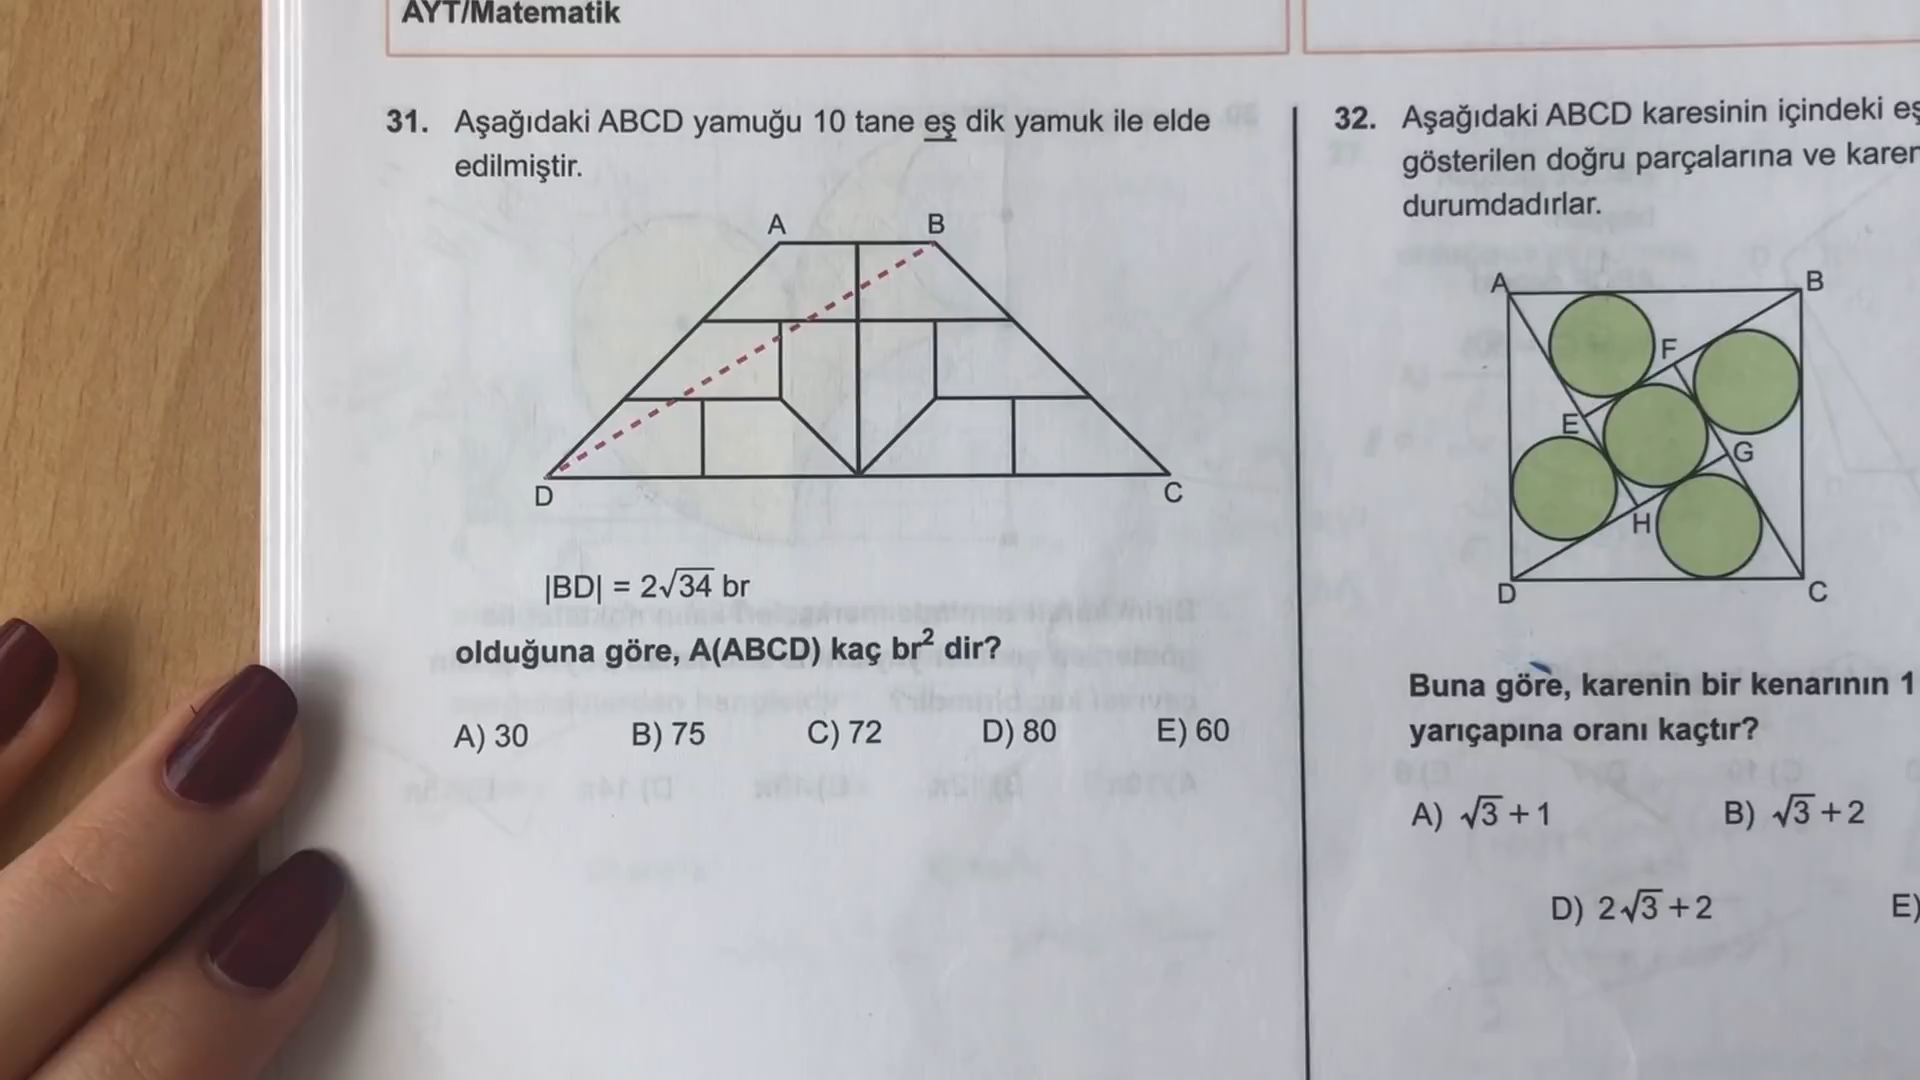 AYT/Matematik
31. Aşağıdaki ABCD yamuğu 10 tane eş dik yamuk ile elde
edilmiştir.
A
B
D
C
|BD| = 2√34 br
olduğuna göre, A(ABCD) kaç br² dir?
A) 30 B) 75 C) 72 D) 80 E) 60
32. Aşağıdaki ABCD karesinin içindeki
gösterilen doğru parçalarına ve
durumdadırlar.
A
B
F
E
G
H
D
C
Buna göre, karenin bir kenarının 1
yarıçapına oranı kaçtır?
A) √3 + 1 B) √3 + 2
D) 2√3 + 2 E)